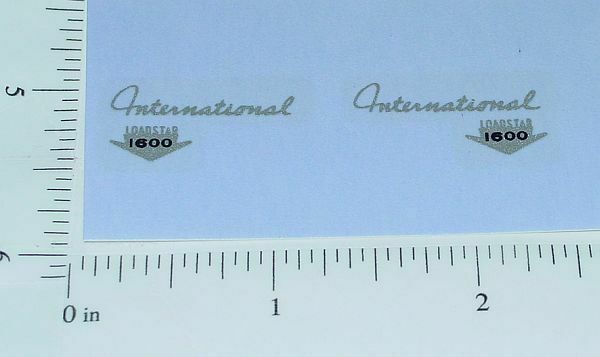 International International
LOADSTAR LOADSTAR
1600 1600
5
6
0 in 1 2